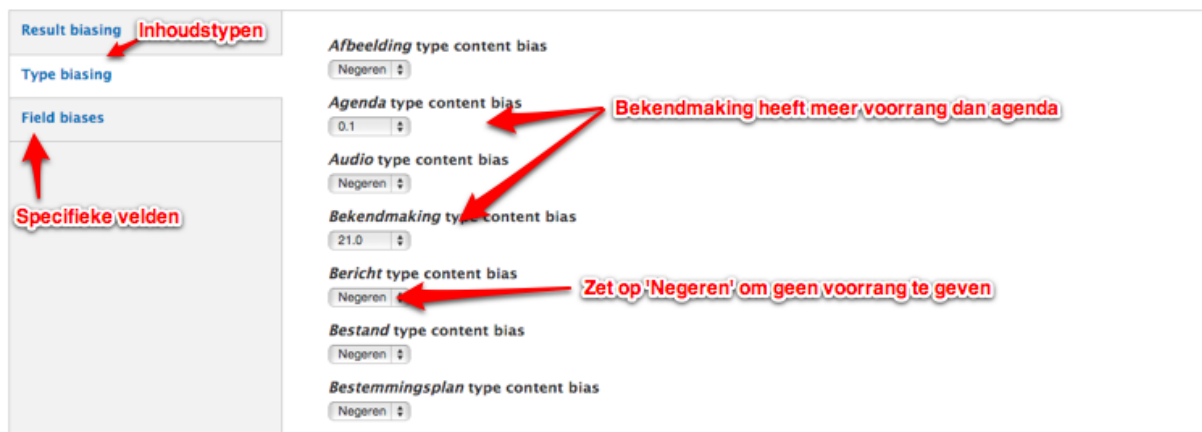 Result biasing
Inhoudstypen
Type biasing
Field biases
Specifieke velden
Afbeelding type content bias
Negeren
Agenda type content bias
0.1
Bekendmaking heeft meer voorrang dan agenda
Audio type content bias
Negeren
Bekendmaking type content bias
21.0
Bericht type content bias
Negeren
Zet op 'Negeren' om geen voorrang te geven
Bestand type content bias
Negeren
Bestemmingsplan type content bias
Negeren